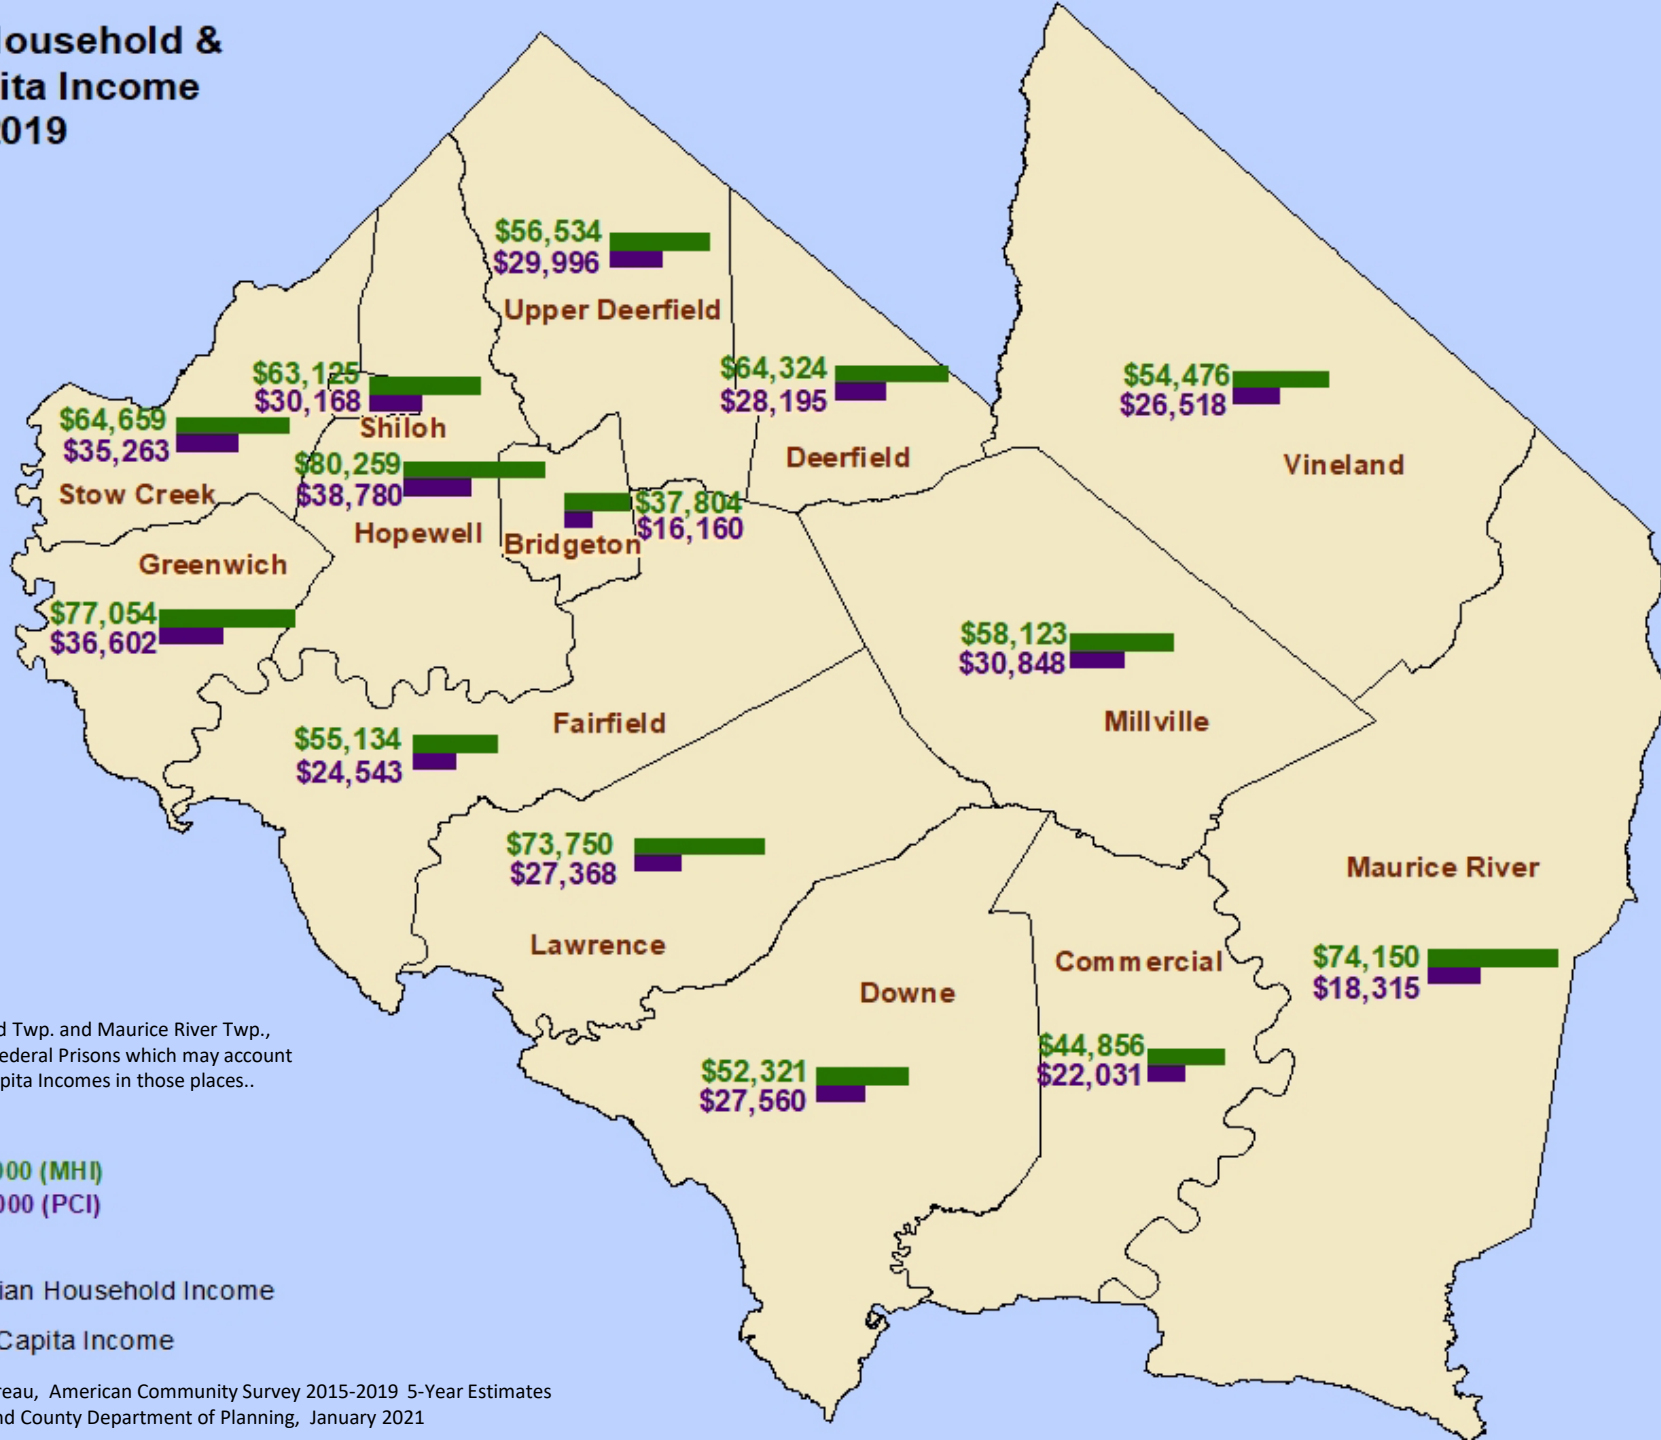 Household &
ita Income
2019
$56,534
$29,996
Upper Deerfield
$64,324
$28,195
Deerfield
$54,476
$26,518
Vineland
$63,125
$30,168
Shiloh
$64,659
$35,263
Stow Creek
$80,259
$38,780
Hopewell
$37,804
$16,160
Bridgeton
Greenwich
$77,054
$36,602
$58,123
$30,848
Millville
Fairfield
$55,134
$24,543
$73,750
$27,368
Lawrence
Maurice River
$74,150
$18,315
Commercial
$44,856
$22,031
Downe
$52,321
$27,560
d Twp. and Maurice River Twp.,
ederal Prisons which may account
pita Incomes in those places..
000 (MHI)
000 (PCI)
ian Household Income
Capita Income
reau, American Community Survey 2015-2019 5-Year Estimates
nd County Department of Planning, January 2021